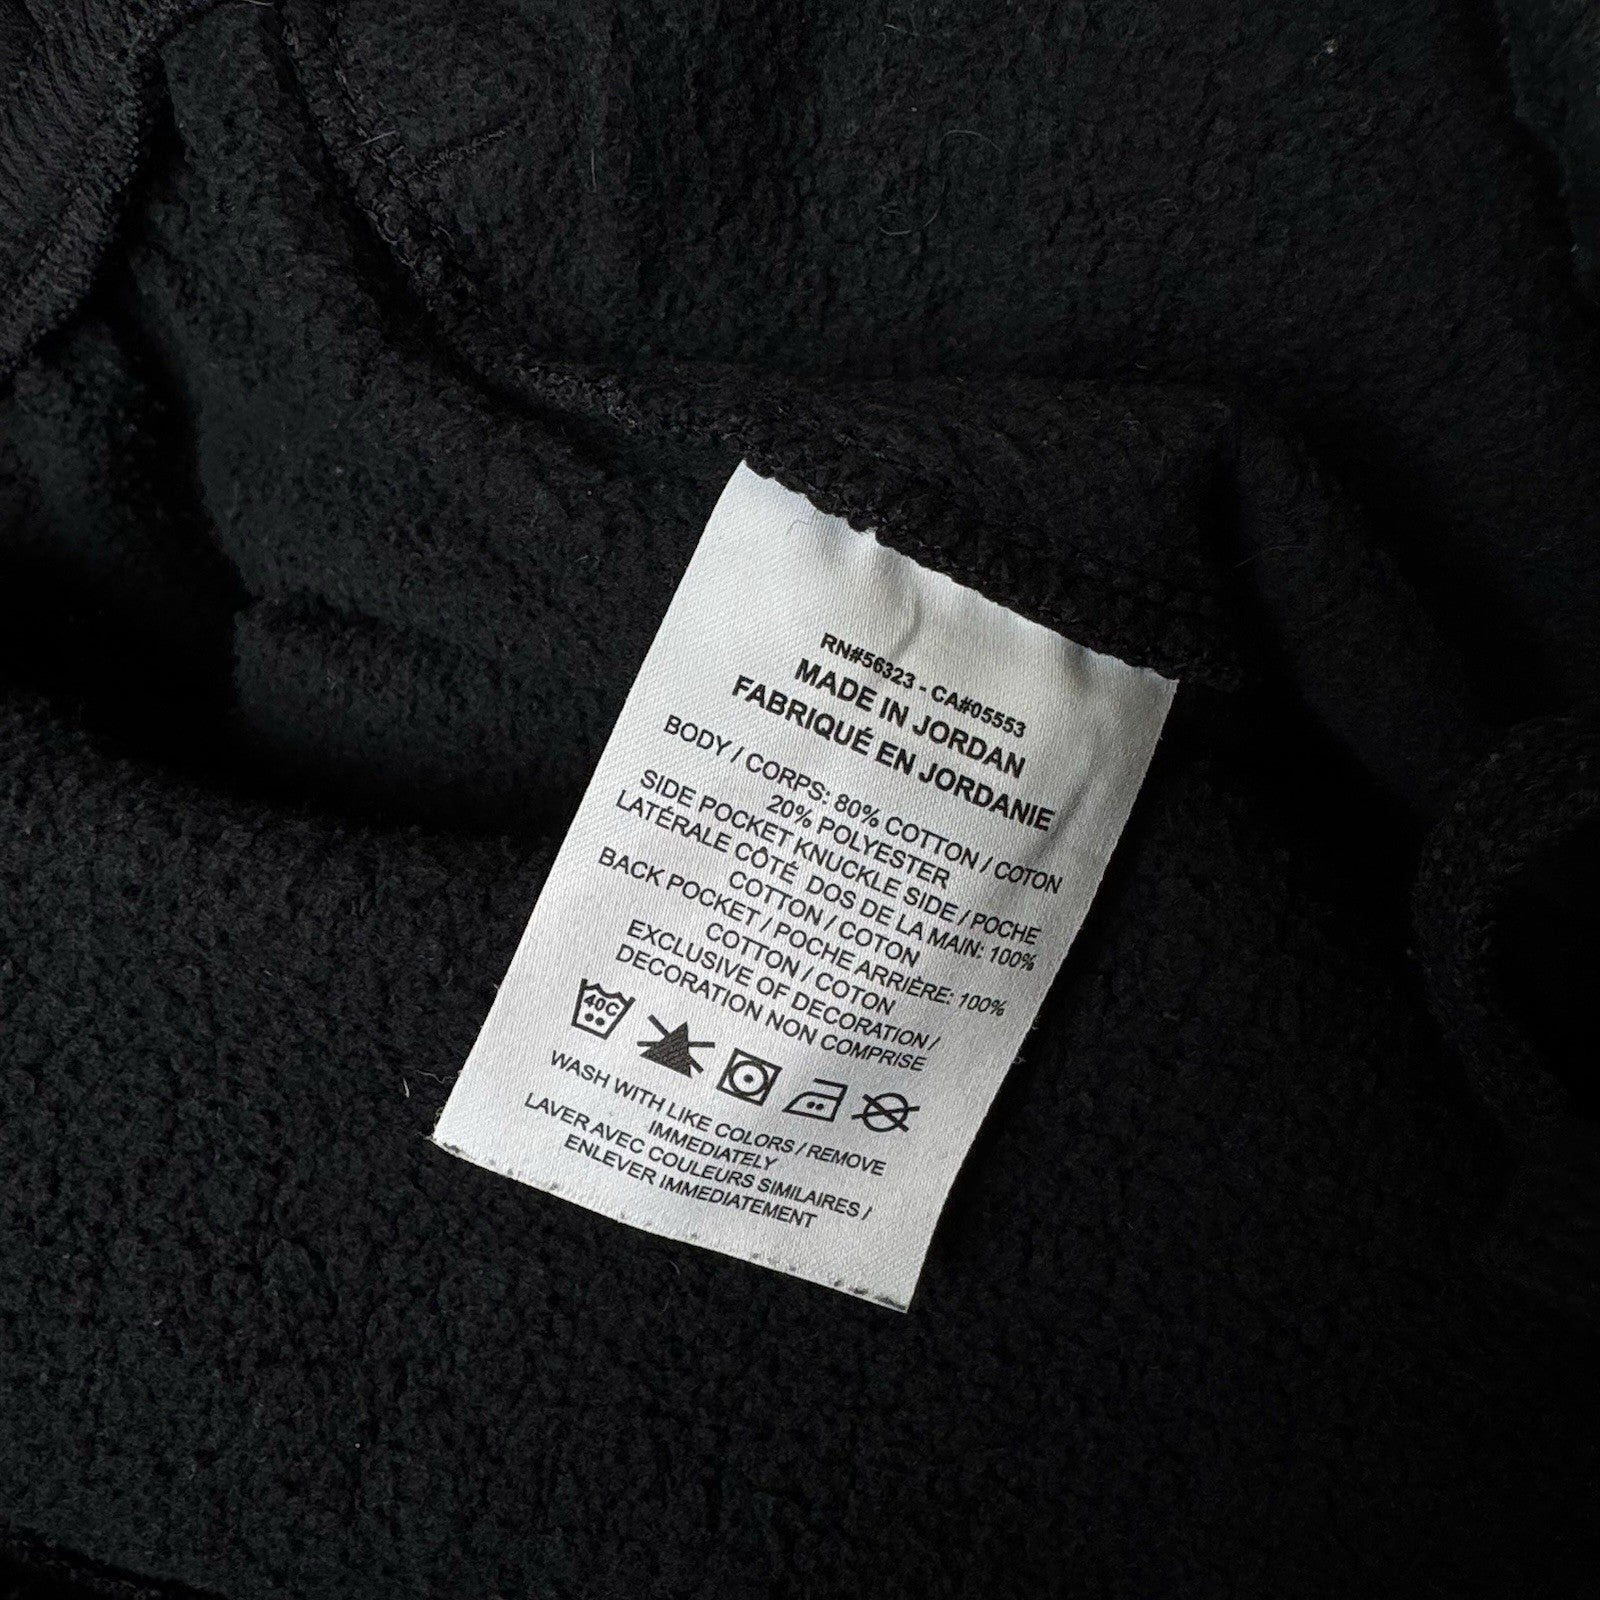 RN#56323 - CA#05553
MADE IN JORDAN
FABRIQUÉ EN JORDANIE
BODY / CORPS: 80% COTTON / COTON
20% POLYESTER
SIDE POCKET KNUCKLE SIDE / POCHE
LATÉRALE CÔTÉ DOS DE LA MAIN: 100%
COTTON / COTON
BACK POCKET / POCHE ARRIÈRE: 100%
COTTON / COTON
EXCLUSIVE OF DECORATION /
DECORATION NON COMPRISE
40C
WASH WITH LIKE COLORS / REMOVE
IMMEDIATELY
LAVER AVEC COULEURS SIMILAIRES /
ENLEVER IMMEDIATEMENT